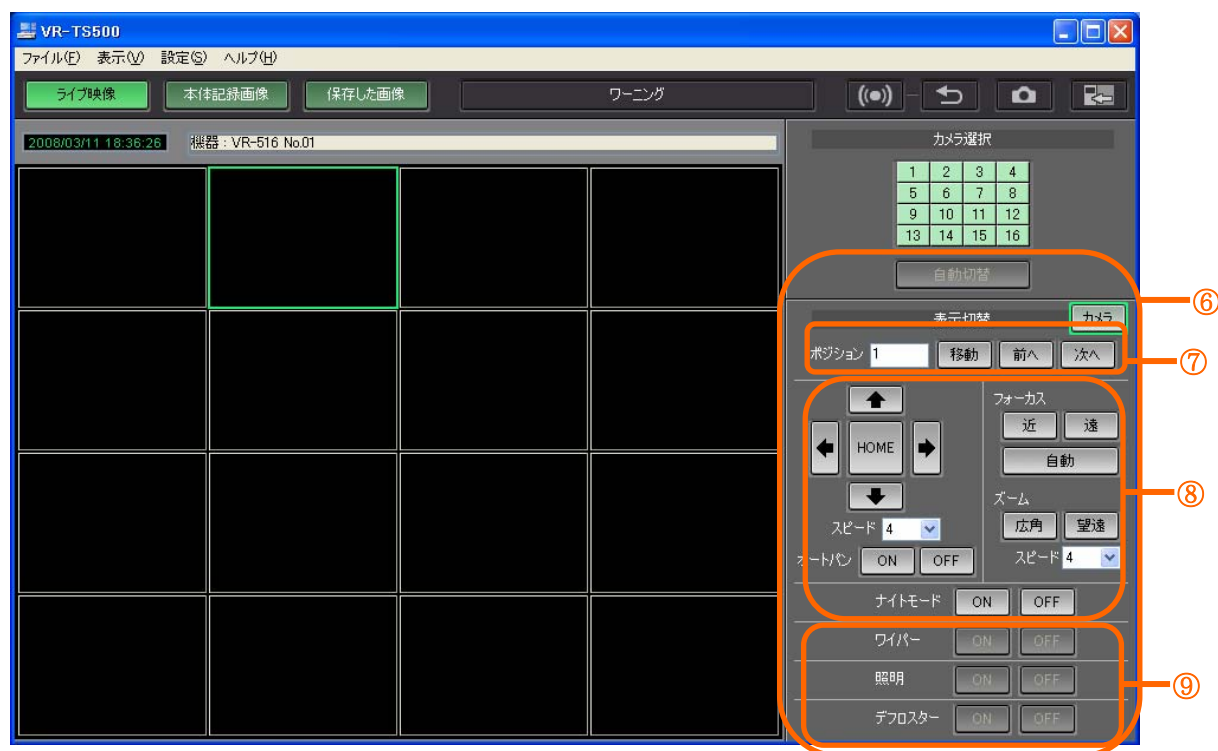 VR-TS500
ファイル(F) 表示(V) 設定(S) ヘルプ(H)
ライブ映像 本体記録画像 保存した画像 ワーニング
2008/03/11 18:36:26 機器 : VR-516 No.01
カメラ選択
1 2 3 4
5 6 7 8
9 10 11 12
13 14 15 16
自動切替
⑥
表示切替 カメラ
ポジション 1 移動 前へ 次へ
⑦
フォーカス
近 遠
HOME
自動
ズーム
⑧
広角 望遠
スピード 4
スピード 4
オートパン ON OFF
ナイトモード ON OFF
ワイパー ON OFF
照明 ON OFF
⑨
デフロスター ON OFF